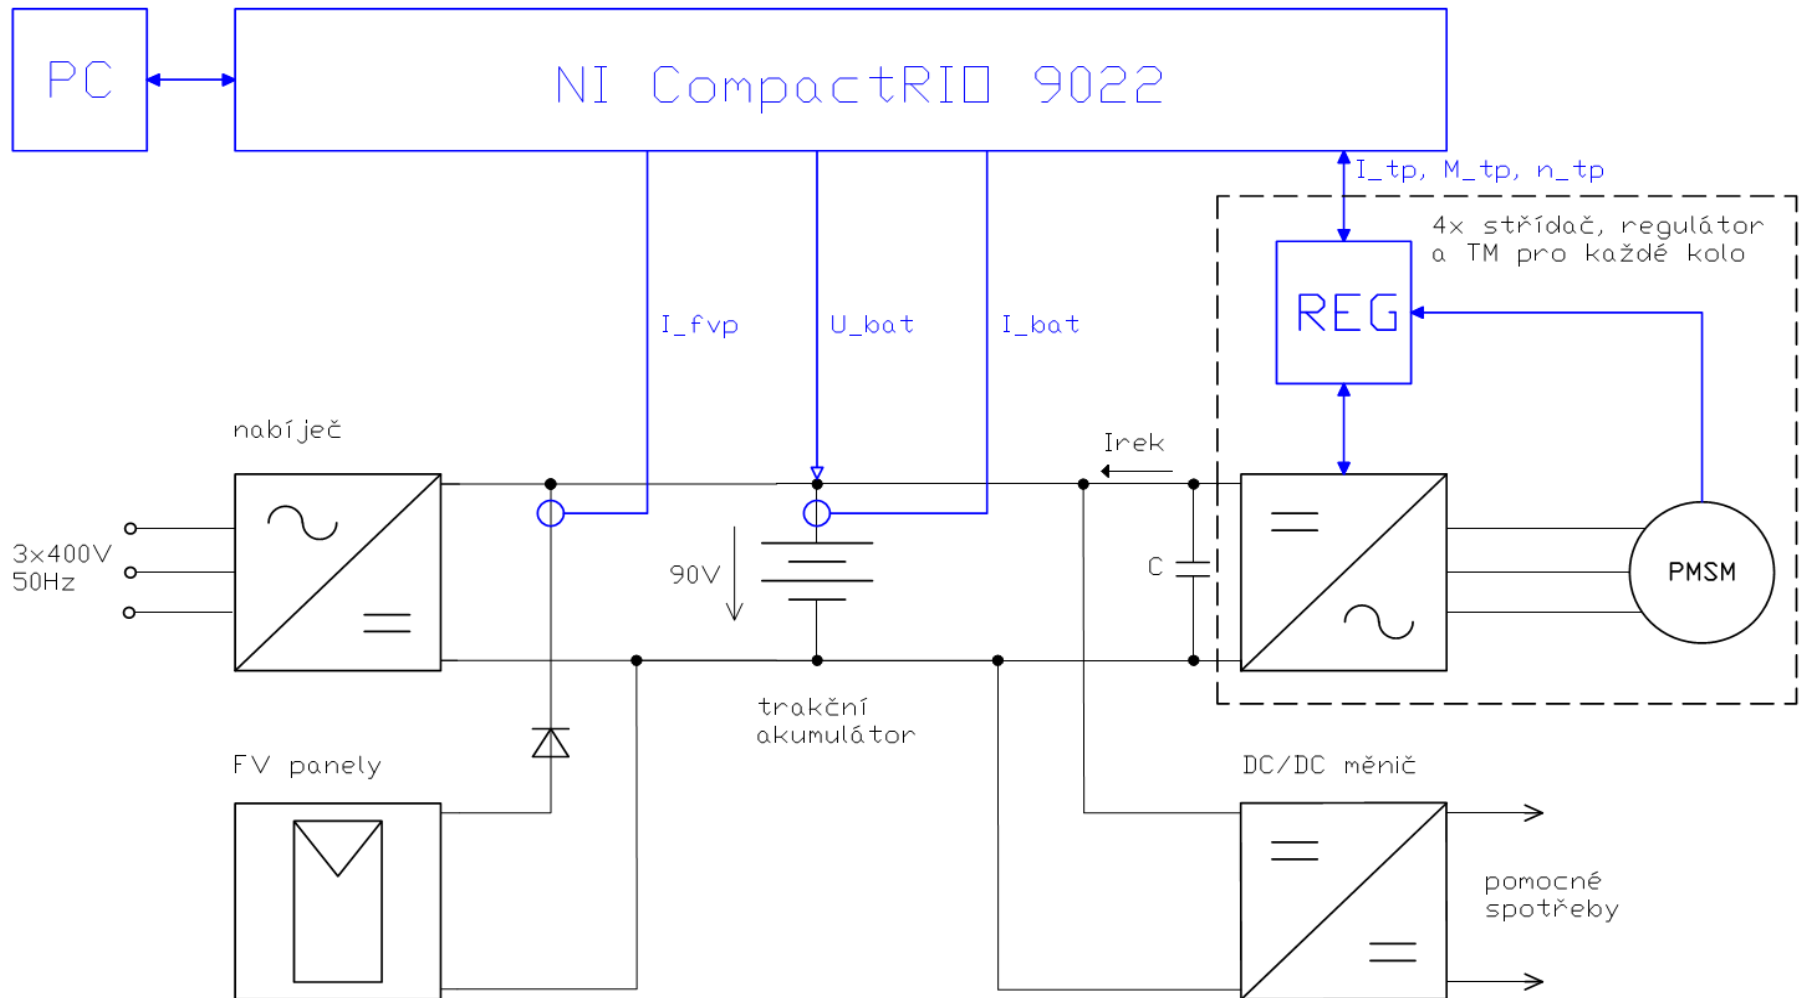 PC
NI CompactRIO 9022
I_tp, M_tp, n_tp
4x střídač, regulátor
a TM pro každé kolo
REG
I_fvp
U_bat
I_bat
nabíječ
Irek
3x400V
50Hz
90V
C
PMSM
trakční
akumulátor
FV panely
DC/DC měnič
pomocné
spotřeby